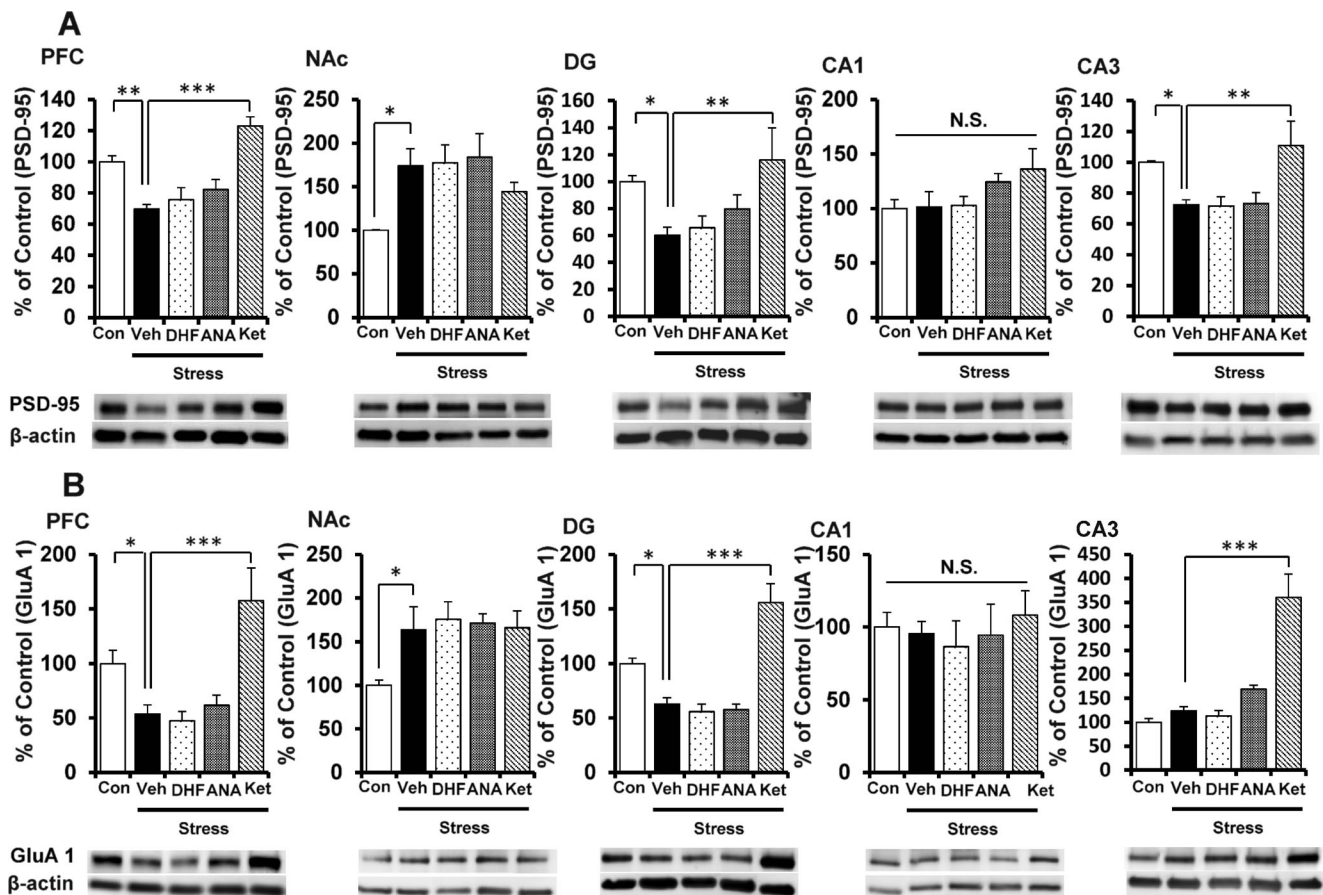 A
PFC
% of Control (PSD-95)
140
120
100
80
60
40
20
0
** ***
Con Veh DHF ANA Ket
Stress
NAc
% of Control (PSD-95)
250
200
150
100
50
0
*
Con Veh DHF ANA Ket
Stress
DG
% of Control (PSD-95)
160
140
120
100
80
60
40
20
0
* **
Con Veh DHF ANA Ket
Stress
CA1
% of Control (PSD-95)
200
150
100
50
0
N.S.
Con Veh DHF ANA Ket
Stress
CA3
% of Control (PSD-95)
140
120
100
80
60
40
20
0
* **
Con Veh DHF ANA Ket
Stress
PSD-95
β-actin
B
PFC
% of Control (GluA 1)
200
150
100
50
0
* ***
Con Veh DHF ANA Ket
Stress
NAc
% of Control (GluA 1)
250
200
150
100
50
0
*
Con Veh DHF ANA Ket
Stress
DG
% of Control (GluA 1)
200
150
100
50
0
* ***
Con Veh DHF ANA Ket
Stress
CA1
% of Control (GluA 1)
150
100
50
0
N.S.
Con Veh DHF ANA Ket
Stress
CA3
% of Control (GluA 1)
450
400
350
300
250
200
150
100
50
0
***
Con Veh DHF ANA Ket
Stress
GluA 1
β-actin